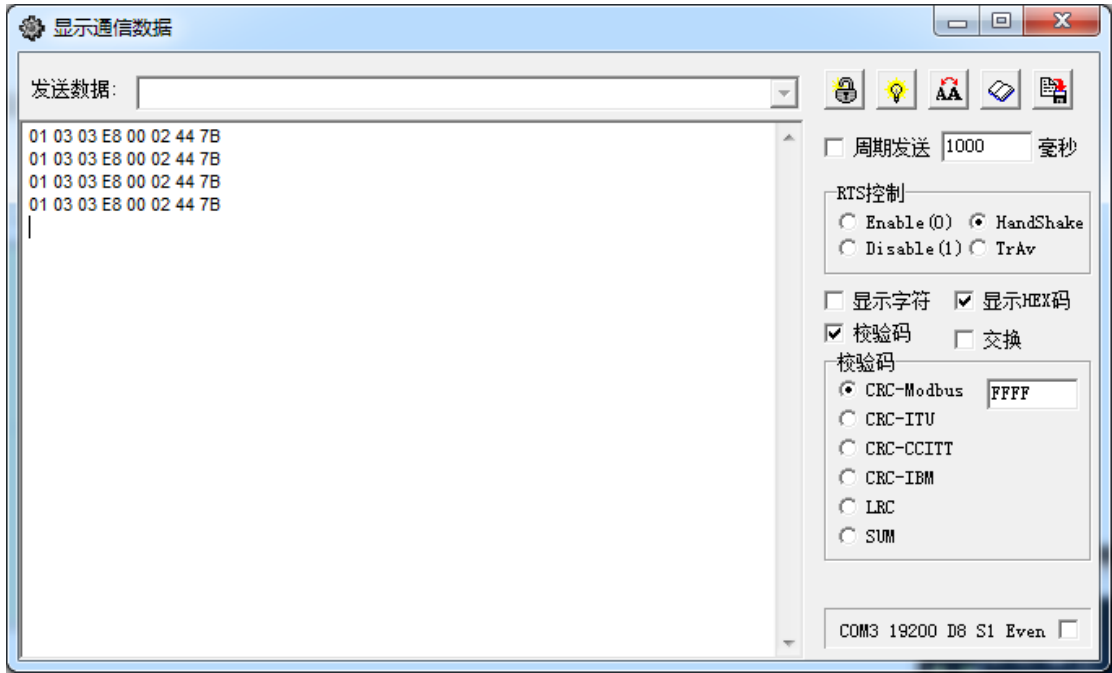 显示通信数据
发送数据:
01 03 03 E8 00 02 44 7B
01 03 03 E8 00 02 44 7B
01 03 03 E8 00 02 44 7B
01 03 03 E8 00 02 44 7B
周期发送 1000 毫秒
RTS控制
Enable(0) HandShake
Disable(1) TrAv
显示字符 显示HEX码
校验码 交换
校验码
CRC-Modbus FFFF
CRC-ITU
CRC-CCITT
CRC-IBM
LRC
SUM
COM3 19200 D8 S1 Even